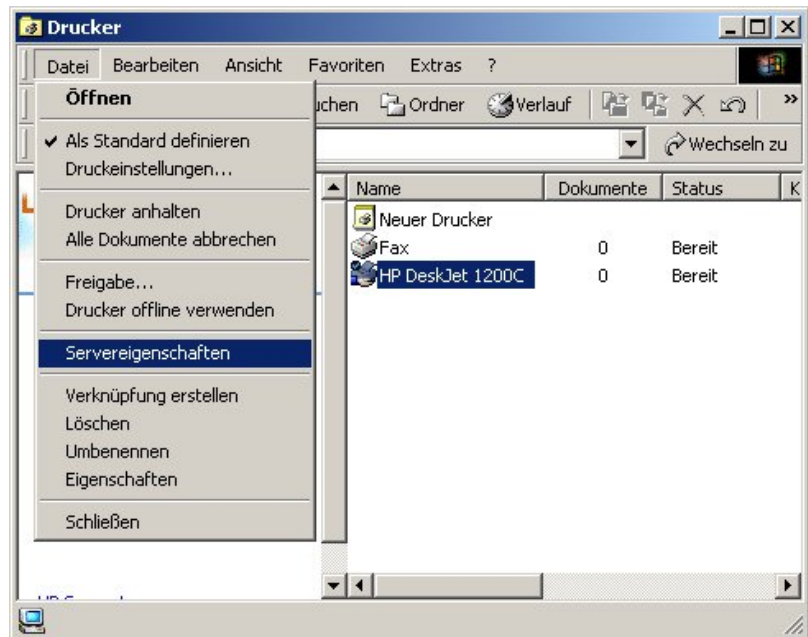 Drucker
Datei Bearbeiten Ansicht Favoriten Extras ?
Öffnen
uchen Ordner Verlauf »
Als Standard definieren
Wechseln zu
Druckeinstellungen...
Name Dokumente Status K
Drucker anhalten
Neuer Drucker
Alle Dokumente abbrechen
Fax 0 Bereit
HP DeskJet 1200C 0 Bereit
Freigabe...
Drucker offline verwenden
Servereigenschaften
Verknüpfung erstellen
Löschen
Umbenennen
Eigenschaften
Schließen